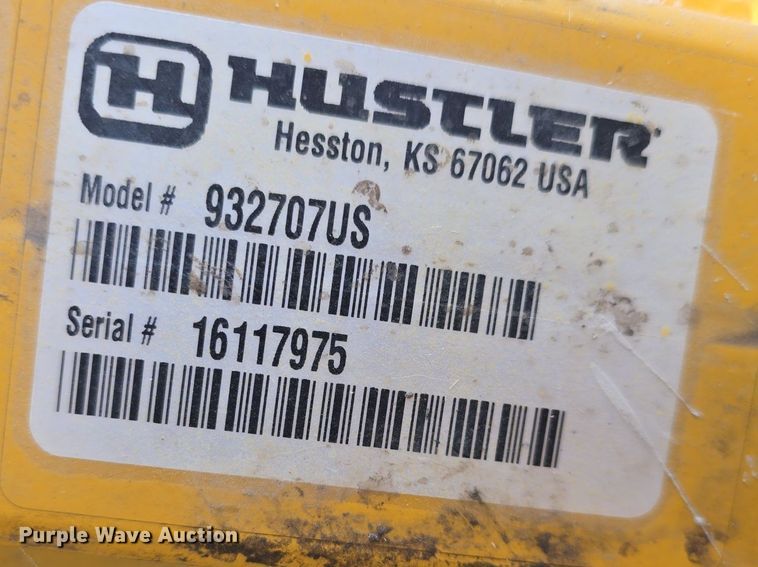 H HUSTLER
Hesston, KS 67062 USA
Model # 932707US
Serial # 16117975
Purple Wave Auction